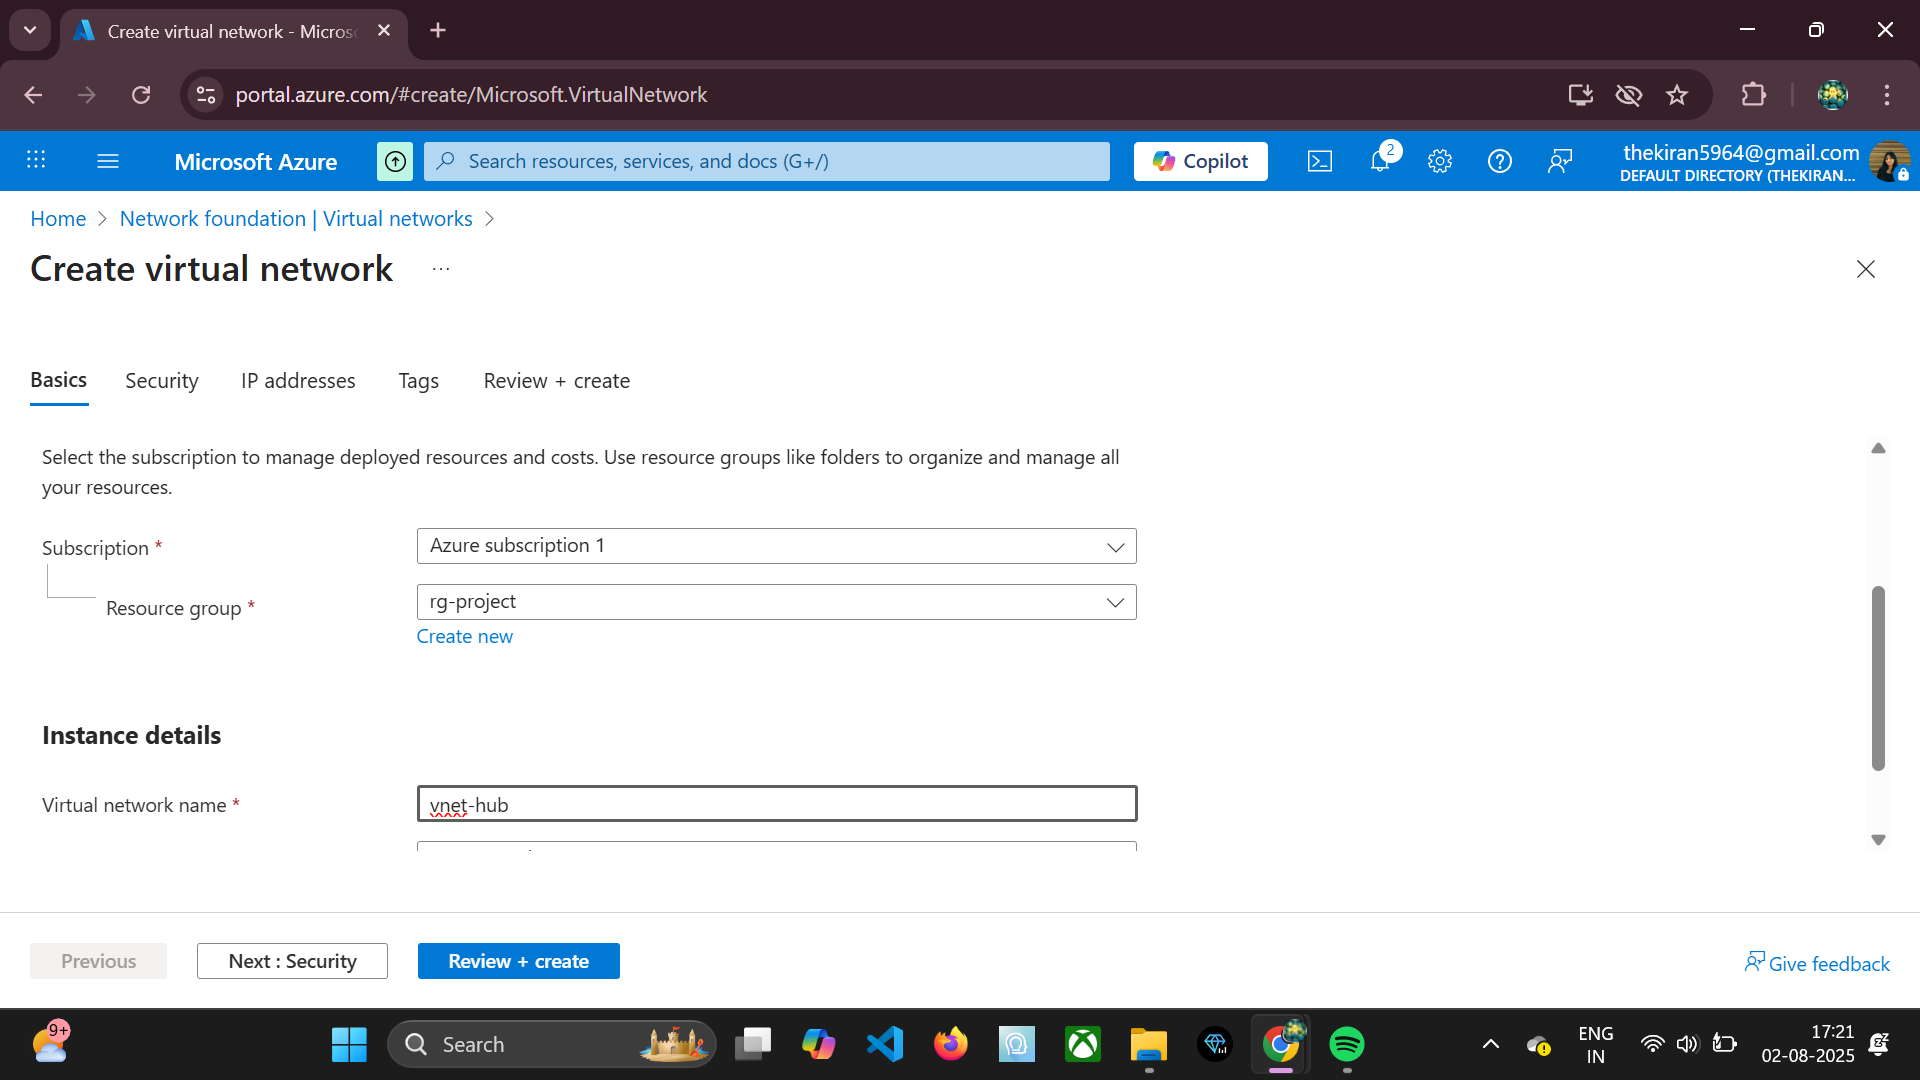 Create virtual network - Micros
portal.azure.com/#create/Microsoft.VirtualNetwork
Microsoft Azure
Search resources, services, and docs (G+/)
Copilot
2
thekiran5964@gmail.com
DEFAULT DIRECTORY (THEKIRAN...
Home > Network foundation | Virtual networks >
Create virtual network ...
Basics Security IP addresses Tags Review + create
Select the subscription to manage deployed resources and costs. Use resource groups like folders to organize and manage all
your resources.
Subscription *
Azure subscription 1
Resource group *
rg-project
Create new
Instance details
Virtual network name *
vnet-hub
Previous
Next : Security
Review + create
Give feedback
9+
Search
ENG
IN
17:21
02-08-2025